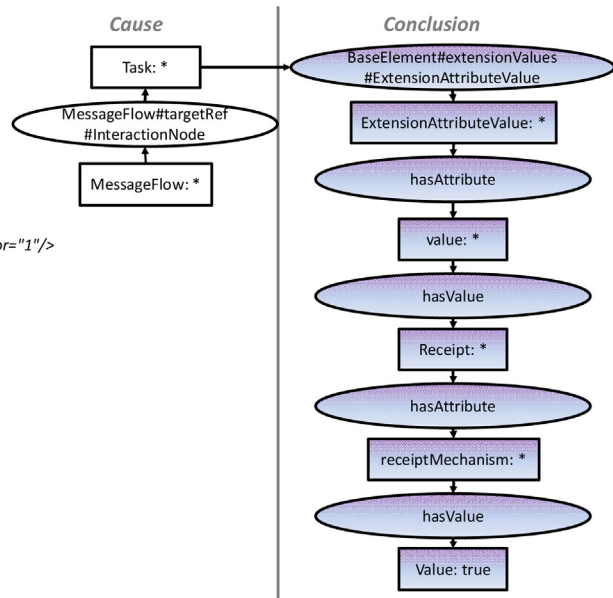 Cause
Conclusion
Task: *
BaseElement#extensionValues
#ExtensionAttributeValue
MessageFlow#targetRef
#InteractionNode
ExtensionAttributeValue: *
MessageFlow: *
hasAttribute
or="1"/>
value: *
hasValue
Receipt: *
hasAttribute
receiptMechanism: *
hasValue
Value: true